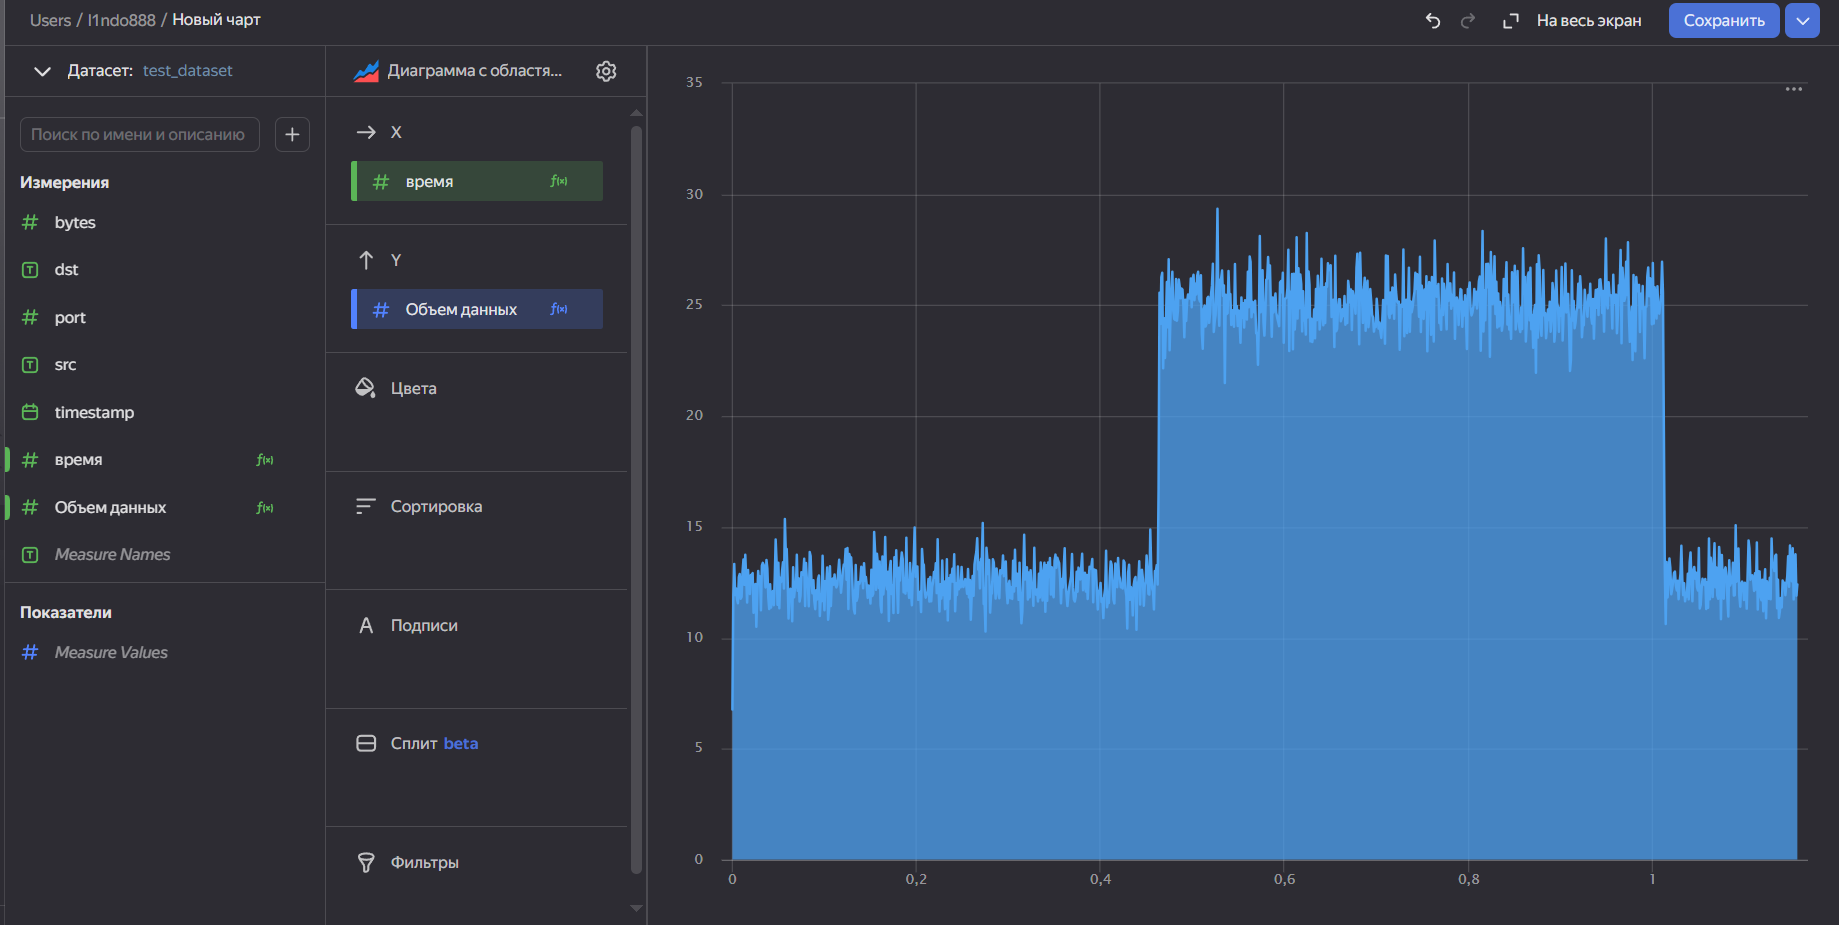 Users / l1ndo888 / Новый чарт
На весь экран
Сохранить
Датасет: test_dataset
Поиск по имени и описанию
Измерения
bytes
dst
port
src
timestamp
время
Объем данных
Measure Names
Показатели
Measure Values
Диаграмма с областя...
X
время
Y
Объем данных
Цвета
Сортировка
Подписи
Сплит beta
Фильтры
35
30
25
20
15
10
5
0
0 0,2 0,4 0,6 0,8 1